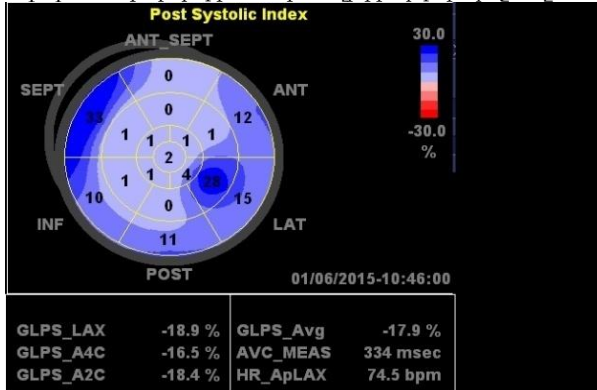 Post Systolic Index
ANT_SEPT
30.0
SEPT
ANT
0
33
0
12
1
1
1
1
-30.0
%
2
1
1
4
28
10
0
15
INF
LAT
11
POST
01/06/2015-10:46:00
GLPS_LAX -18.9 % GLPS_Avg -17.9 %
GLPS_A4C -16.5 % AVC_MEAS 334 msec
GLPS_A2C -18.4 % HR_ApLAX 74.5 bpm